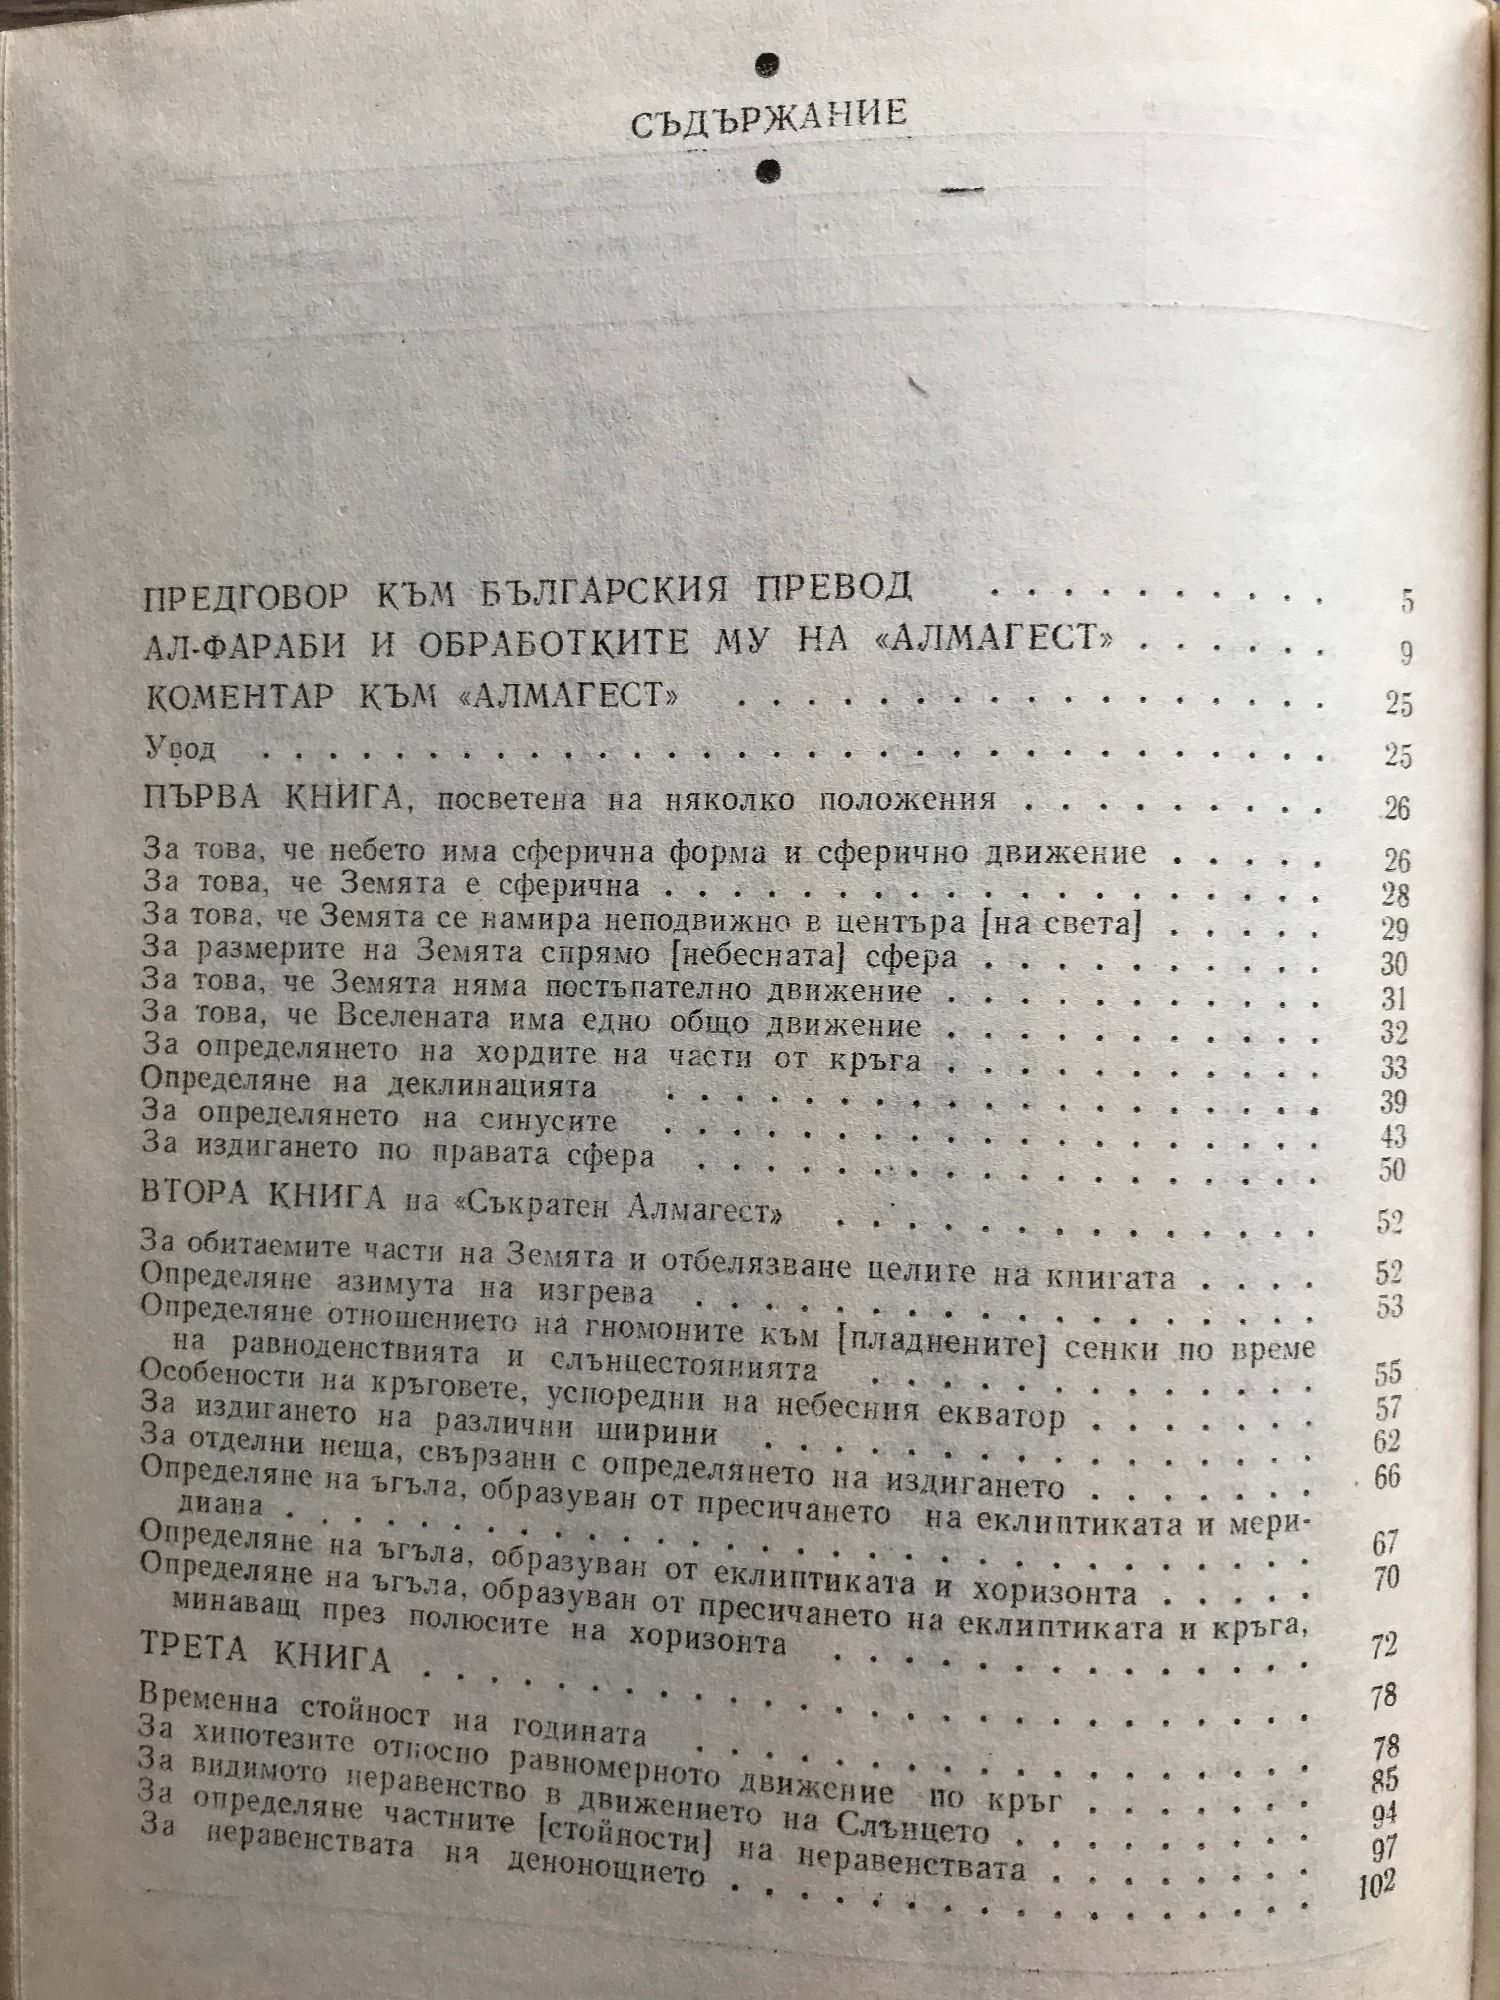 СЪДЪРЖАНИЕ
ПРЕДГОВОР КЪМ БЪЛГАРСКИЯ ПРЕВОД . . . . . . . . . . 5
АЛ-ФАРАБИ И ОБРАБОТКИТЕ МУ НА «АЛМАГЕСТ» . . . . . . 9
КОМЕНТАР КЪМ «АЛМАГЕСТ» . . . . . . . . . . . . . . . . 25
Увод . . . . . . . . . . . . . . . . . . . . . . . . . . . . . 25
ПЪРВА КНИГА, посветена на няколко положения . . . . . . . . . 26
За това, че небето има сферична форма и сферично движение . . . . . 26
За това, че Земята е сферична . . . . . . . . . . . . . . . . . . . 28
За това, че Земята се намира неподвижно в центъра [на света] . . . . . 29
За размерите на Земята спрямо [небесната] сфера . . . . . . . . . . 30
За това, че Земята няма постъпателно движение . . . . . . . . . . . 31
За това, че Вселената има едно общо движение . . . . . . . . . . . 32
За определянето на хордите на части от кръга . . . . . . . . . . . 33
Определяне на деклинацията . . . . . . . . . . . . . . . . . . . 39
За определянето на синусите . . . . . . . . . . . . . . . . . . . 43
За издигането по правата сфера . . . . . . . . . . . . . . . . . . 50
ВТОРА КНИГА на «Съкратен Алмагест» . . . . . . . . . . . . . . 52
За обитаемите части на Земята и отбелязване целите на книгата . . . . 52
Определяне азимута на изгрева . . . . . . . . . . . . . . . . . . 53
Определяне отношението на гномоните към [пладнените] сенки по време
на равноденствията и слънцестоянията . . . . . . . . . . . . . 55
Особености на кръговете, успоредни на небесния екватор . . . . . . . 57
За издигането на различни ширини . . . . . . . . . . . . . . . . 62
За отделни неща, свързани с определянето на издигането . . . . . . . 66
Определяне на ъгъла, образуван от пресичането на еклиптиката и мери-
диана . . . . . . . . . . . . . . . . . . . . . . . . . . . . . 67
Определяне на ъгъла, образуван от еклиптиката и хоризонта . . . . . 70
Определяне на ъгъла, образуван от пресичането на еклиптиката и кръга,
минаващ през полюсите на хоризонта . . . . . . . . . . . . . . 72
ТРЕТА КНИГА . . . . . . . . . . . . . . . . . . . . . . . . . 78
Временна стойност на годината . . . . . . . . . . . . . . . . . . 78
За хипотезите относно равномерното движение по кръг . . . . . . . 85
За видимото неравенство в движението на Слънцето . . . . . . . . . 94
За определяне частните [стойности] на неравенствата . . . . . . . . 97
За неравенствата на денонощието . . . . . . . . . . . . . . . . . 102